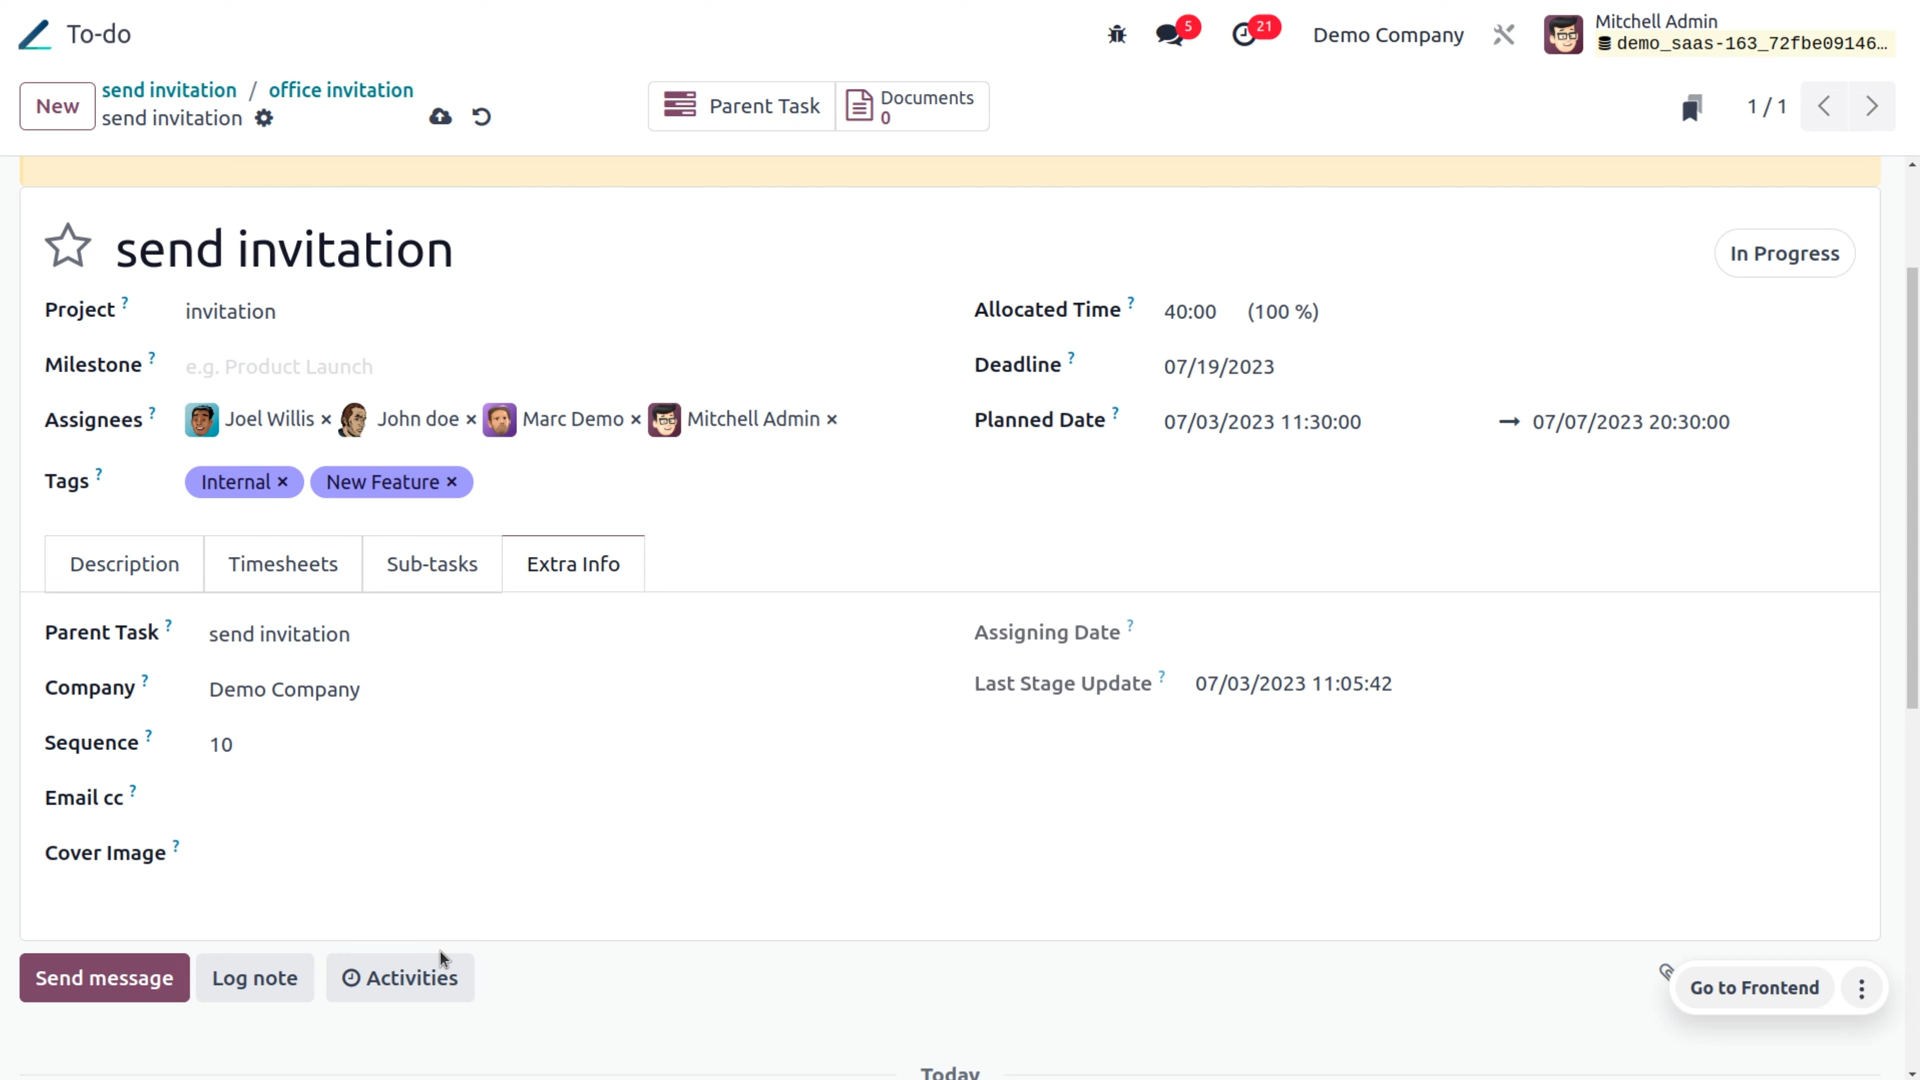 To-do
5
21
Demo Company
Mitchell Admin
demo_saas-163_72fbe09146...
New
send invitation / office invitation
send invitation
Parent Task
Documents
0
1 / 1
send invitation
In Progress
Project ?
invitation
Allocated Time ?
40:00 (100 %)
Milestone ?
e.g. Product Launch
Deadline ?
07/19/2023
Assignees ?
Joel Willis × John doe × Marc Demo × Mitchell Admin ×
Planned Date ?
07/03/2023 11:30:00 → 07/07/2023 20:30:00
Tags ?
Internal × New Feature ×
Description
Timesheets
Sub-tasks
Extra Info
Parent Task ?
send invitation
Assigning Date ?
Company ?
Demo Company
Last Stage Update ?
07/03/2023 11:05:42
Sequence ?
10
Email cc ?
Cover Image ?
Send message
Log note
Activities
Go to Frontend
Today